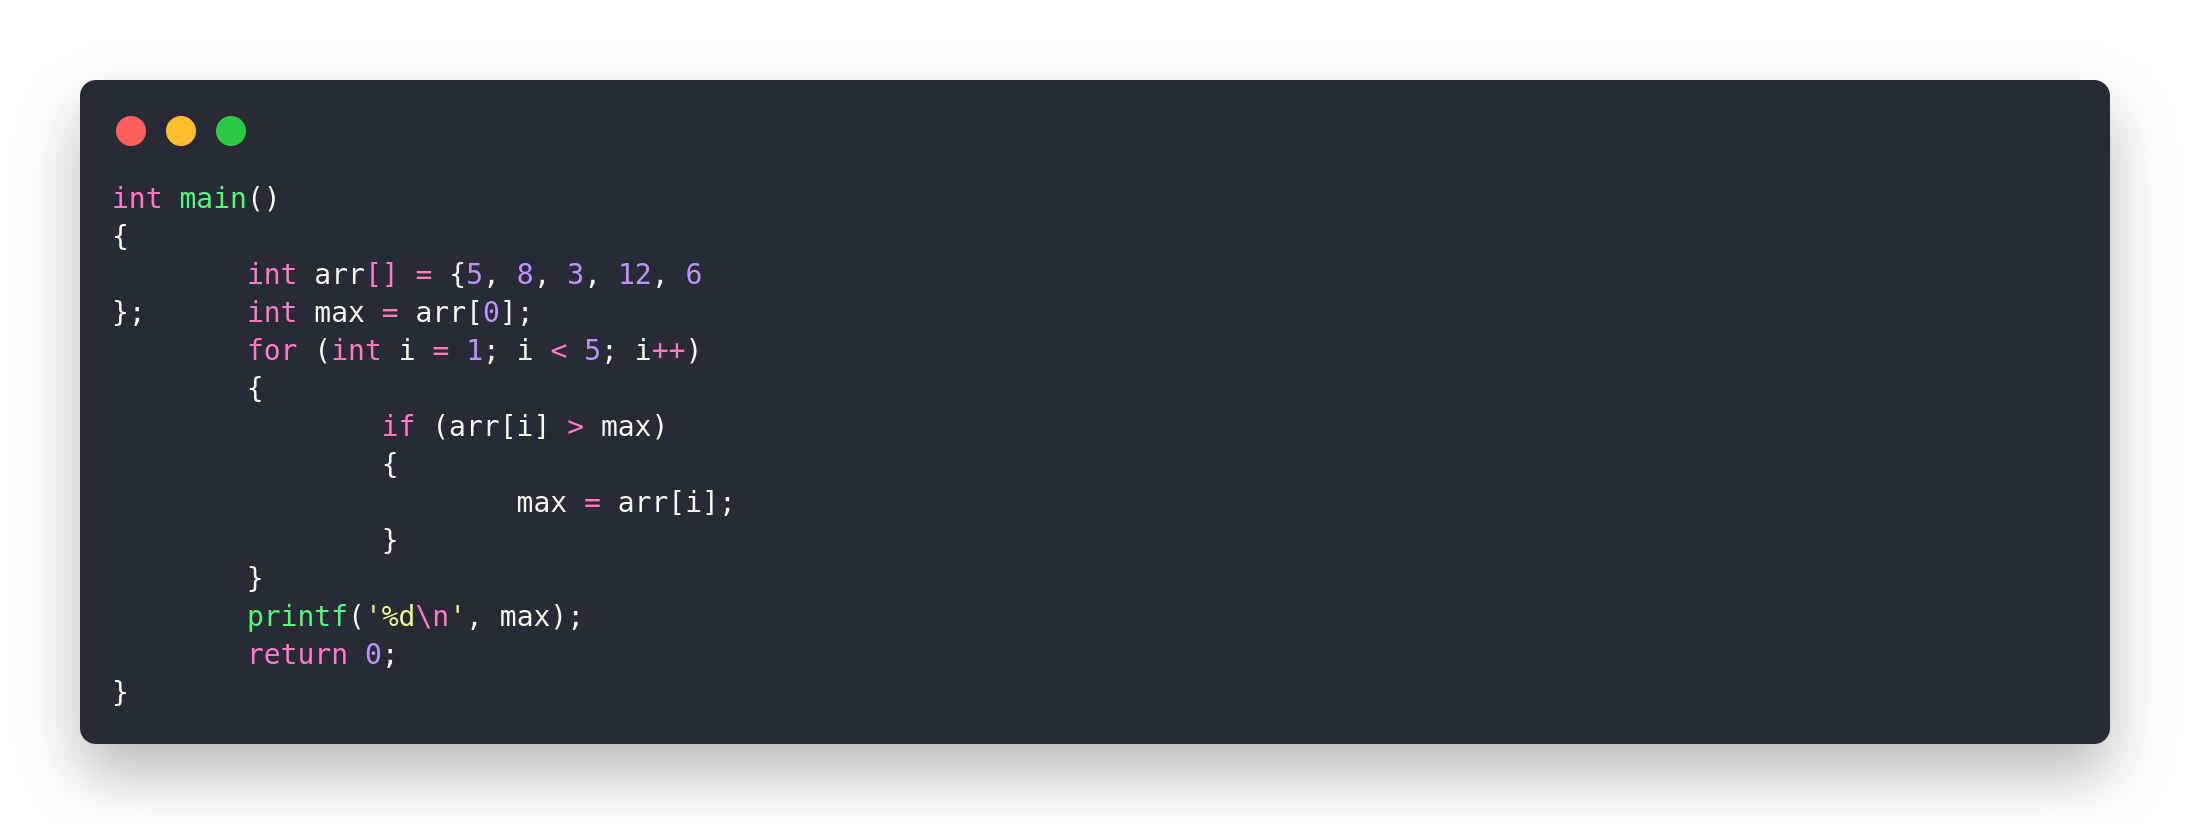 int main()
{
        int arr[] = {5, 8, 3, 12, 6
};      int max = arr[0];
        for (int i = 1; i < 5; i++)
        {
                if (arr[i] > max)
                {
                        max = arr[i];
                }
        }
        printf('%d\n', max);
        return 0;
}